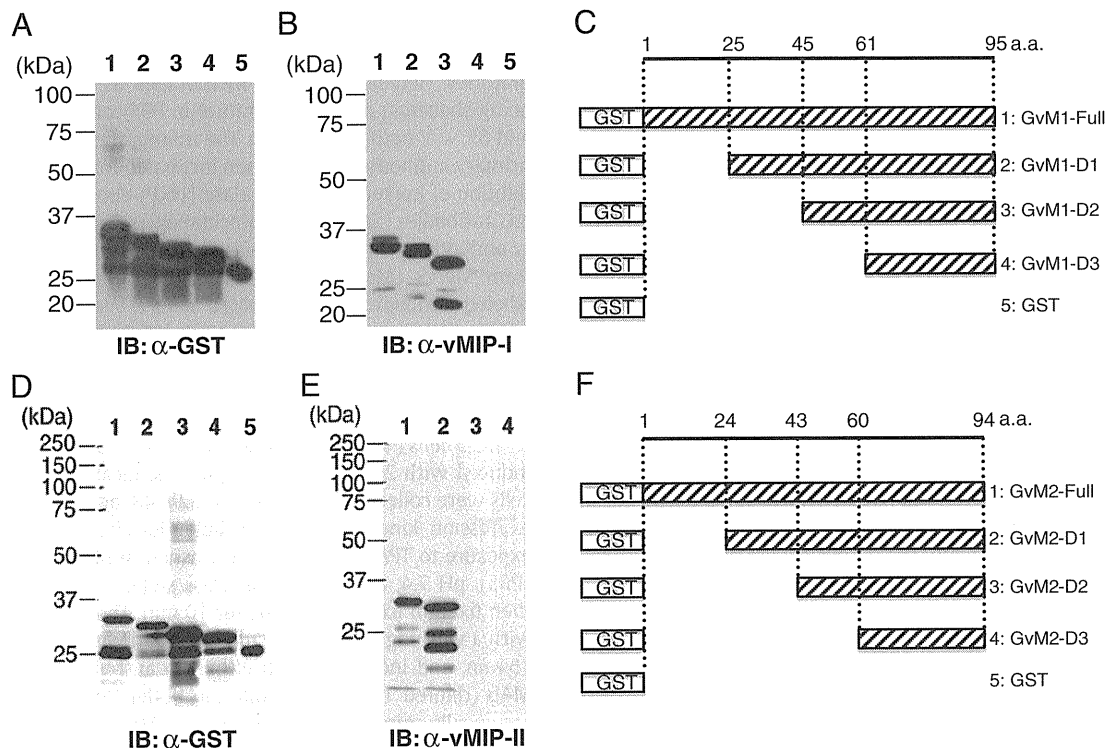 A
(kDa)
1 2 3 4 5
100
75
50
37
25
20
IB: α-GST
B
1 2 3 4 5
100
75
50
37
25
20
IB: α-vMIP-I
C
1 25 45 61 95 a.a.
GST 1: GvM1-Full
GST 2: GvM1-D1
GST 3: GvM1-D2
GST 4: GvM1-D3
GST 5: GST
D
(kDa)
1 2 3 4 5
250
150
100
75
50
37
25
IB: α-GST
E
(kDa)
1 2 3 4
250
150
100
75
50
37
25
IB: α-vMIP-II
F
1 24 43 60 94 a.a.
GST 1: GvM2-Full
GST 2: GvM2-D1
GST 3: GvM2-D2
GST 4: GvM2-D3
GST 5: GST